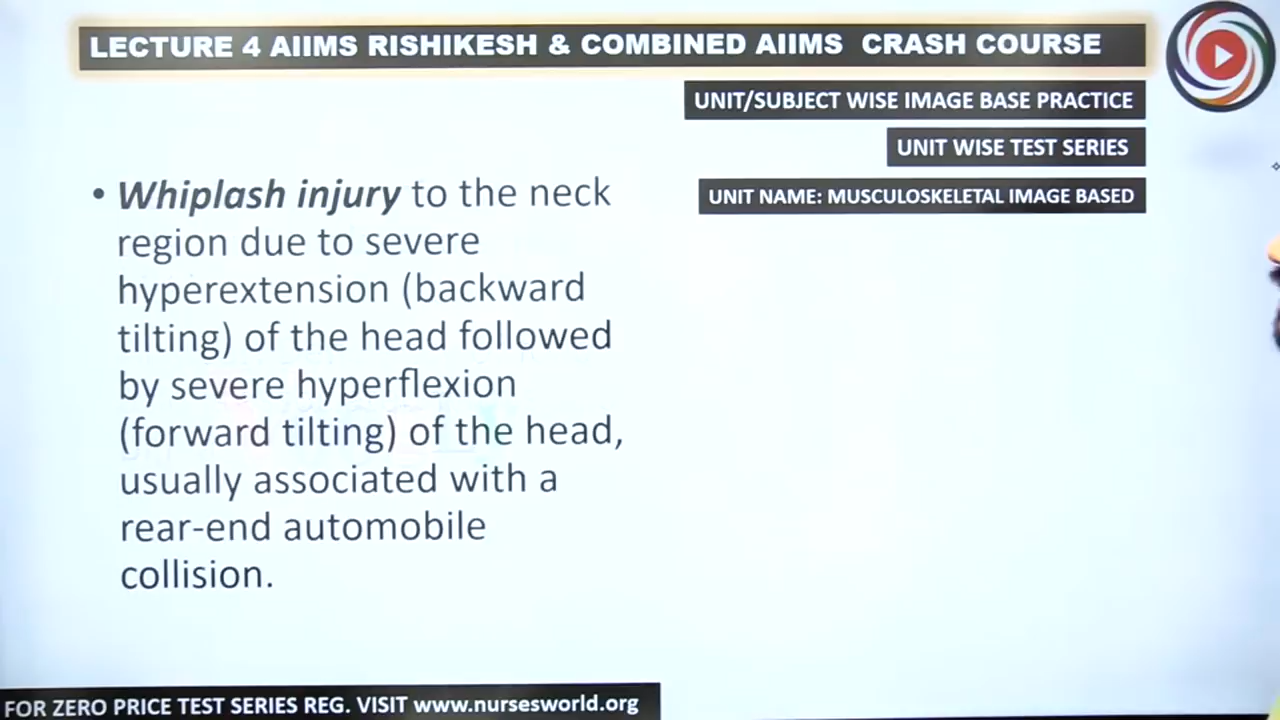 LECTURE 4 AIIMS RISHIKESH & COMBINED AIIMS CRASH COURSE
UNIT/SUBJECT WISE IMAGE BASE PRACTICE
UNIT WISE TEST SERIES
UNIT NAME: MUSCULOSKELETAL IMAGE BASED
• Whiplash injury to the neck
region due to severe
hyperextension (backward
tilting) of the head followed
by severe hyperflexion
(forward tilting) of the head,
usually associated with a
rear-end automobile
collision.
FOR ZERO PRICE TEST SERIES REG. VISIT www.nursesworld.org